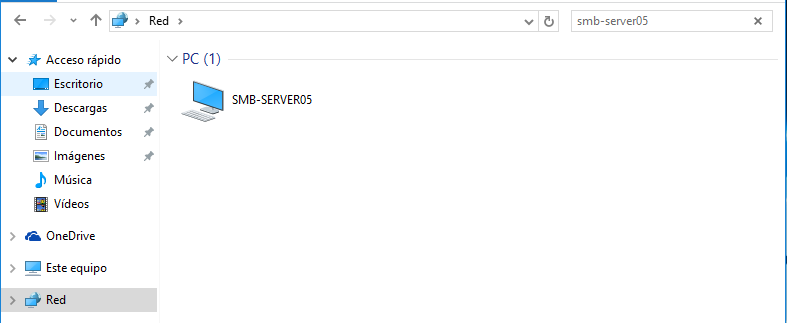 Red
smb-server05
Acceso rápido
Escritorio
Descargas
Documentos
Imágenes
Música
Vídeos
OneDrive
Este equipo
Red
PC (1)
SMB-SERVER05